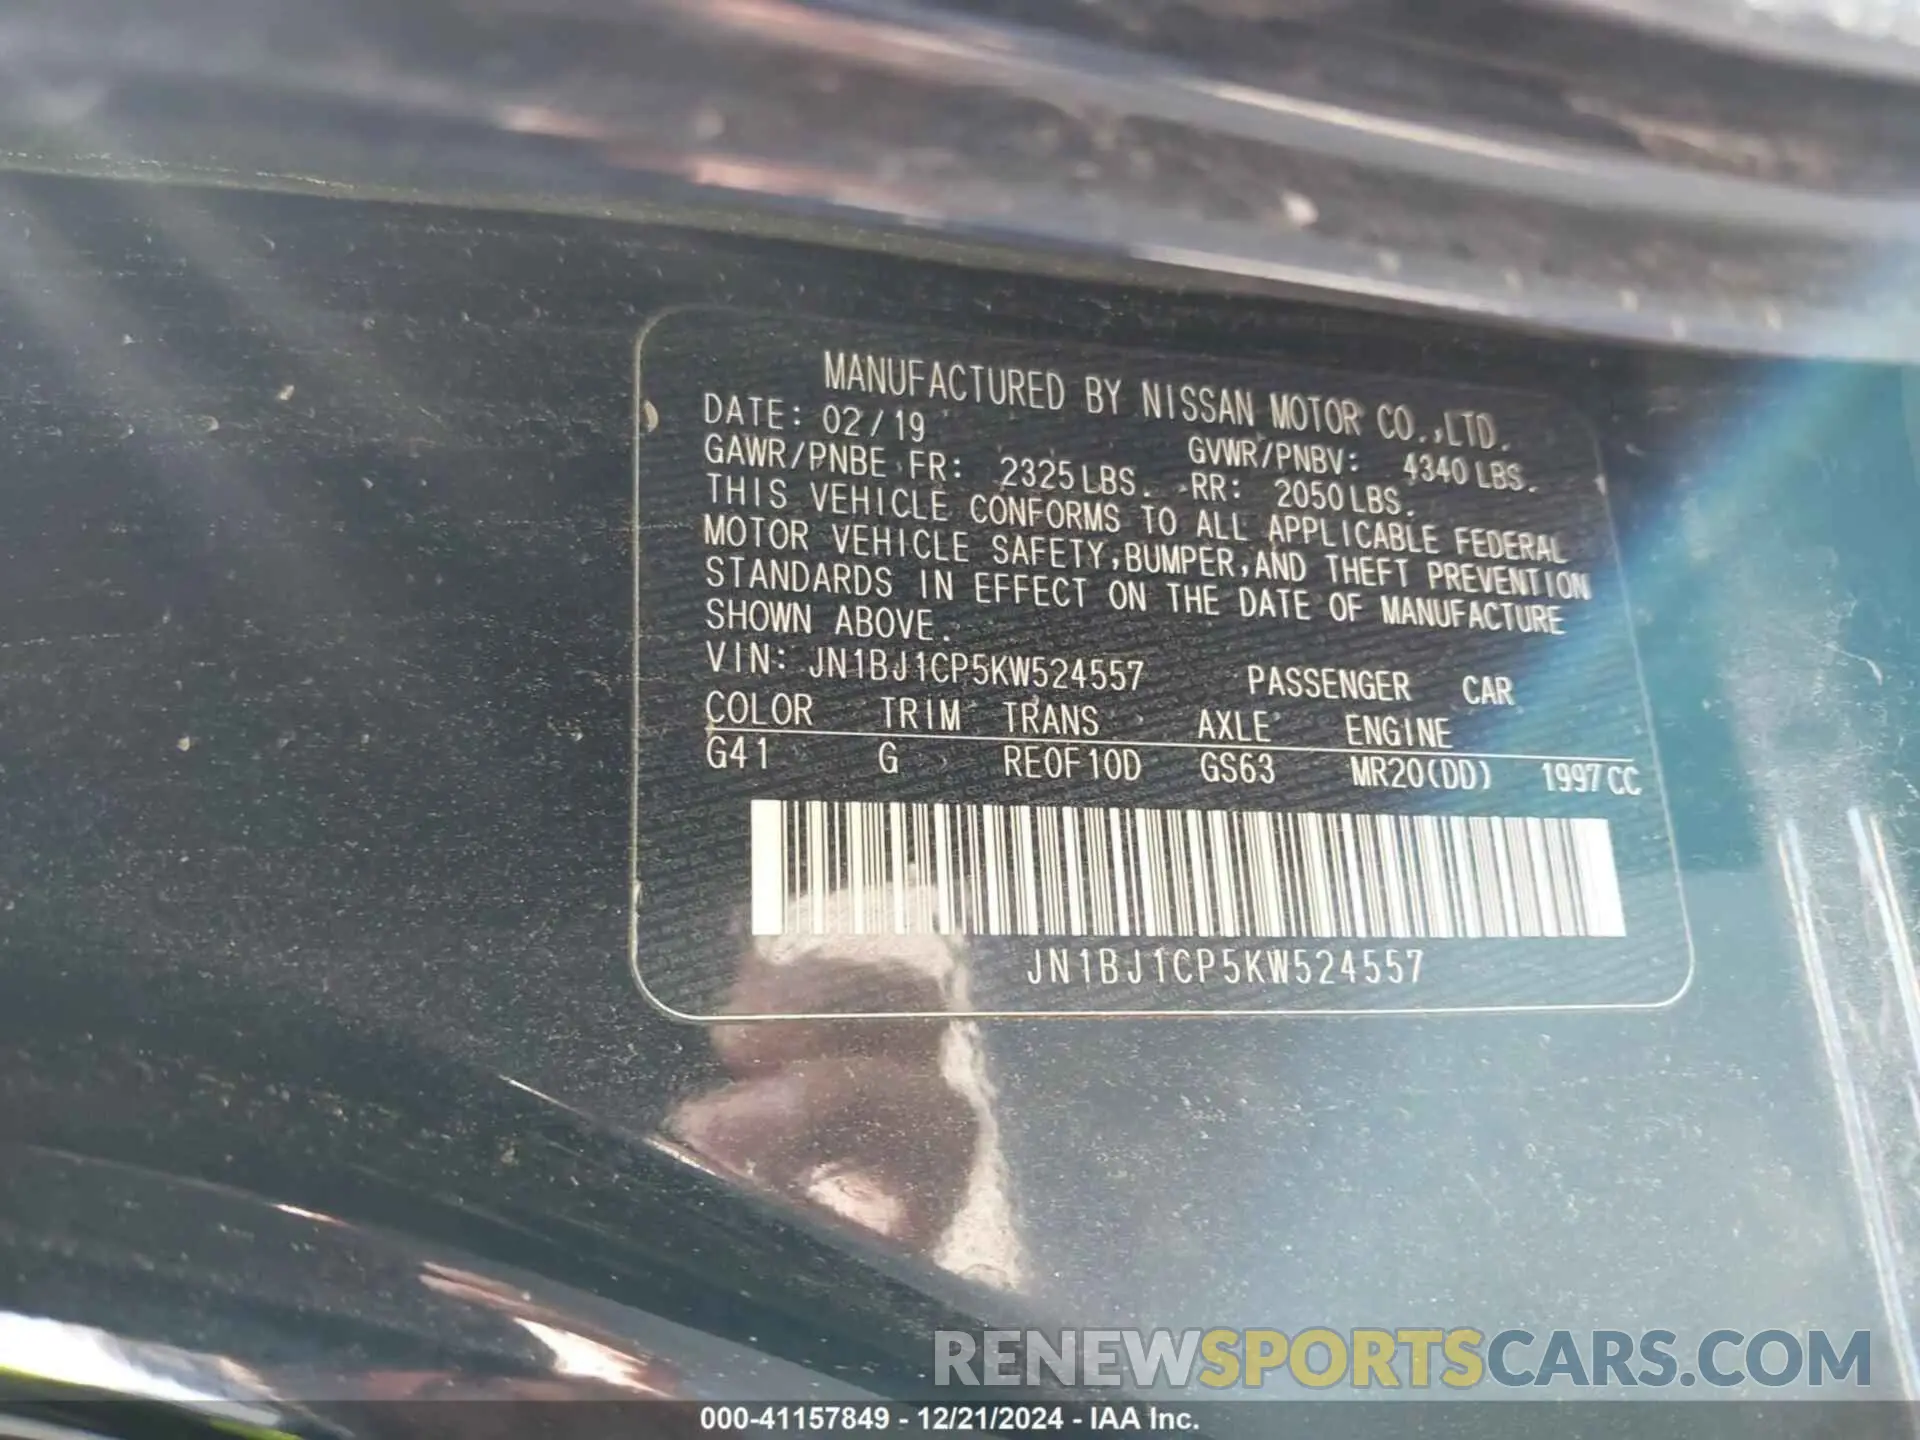 MANUFACTURED BY NISSAN MOTOR CO.,LTD.
DATE: 02/19 GVWR/PNBV: 4340 LBS.
GAWR/PNBE FR: 2325 LBS. RR: 2050 LBS.
THIS VEHICLE CONFORMS TO ALL APPLICABLE FEDERAL
MOTOR VEHICLE SAFETY,BUMPER,AND THEFT PREVENTION
STANDARDS IN EFFECT ON THE DATE OF MANUFACTURE
SHOWN ABOVE.
VIN: JN1BJ1CP5KW524557 PASSENGER CAR
COLOR TRIM TRANS AXLE ENGINE
G41 G RE0F10D GS63 MR20(DD) 1997 CC
JN1BJ1CP5KW524557
RENEWSPORTSCARS.COM
000-41157849 - 12/21/2024 - IAA Inc.